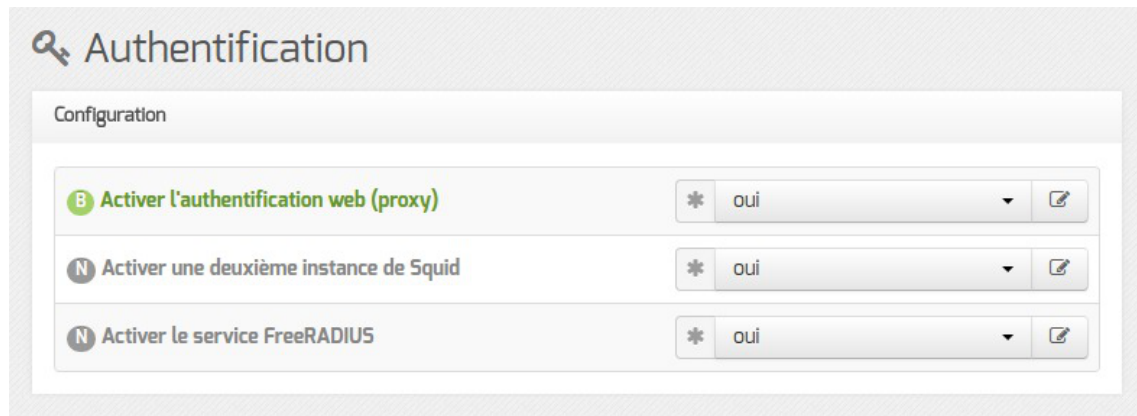 Authentification
Configuration
B Activer l'authentification web (proxy)
* oui
N Activer une deuxième instance de Squid
* oui
N Activer le service FreeRADIUS
* oui